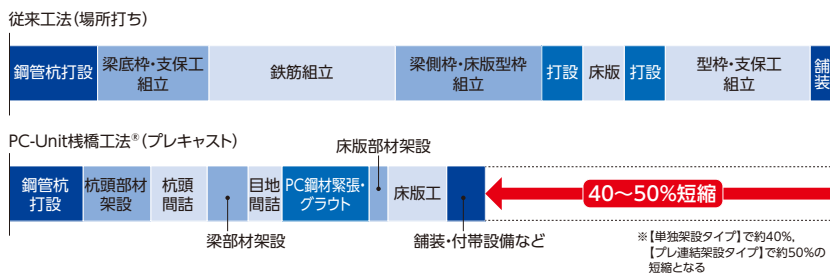 従来工法（場所打ち）
鋼管杭打設
梁底枠・支保工
組立
鉄筋組立
梁側枠・床版型枠
組立
打設
床版
打設
型枠・支保工
組立
舗
装
PC-Unit桟橋工法®（プレキャスト）
床版部材架設
鋼管杭
打設
杭頭部材
架設
杭頭
間詰
目地
間詰
PC鋼材緊張・
グラウト
床版工
40〜50%短縮
梁部材架設
舗装・付帯設備など
※【単独架設タイプ】で約40%、
【プレ連結架設タイプ】で約50%の
短縮となる